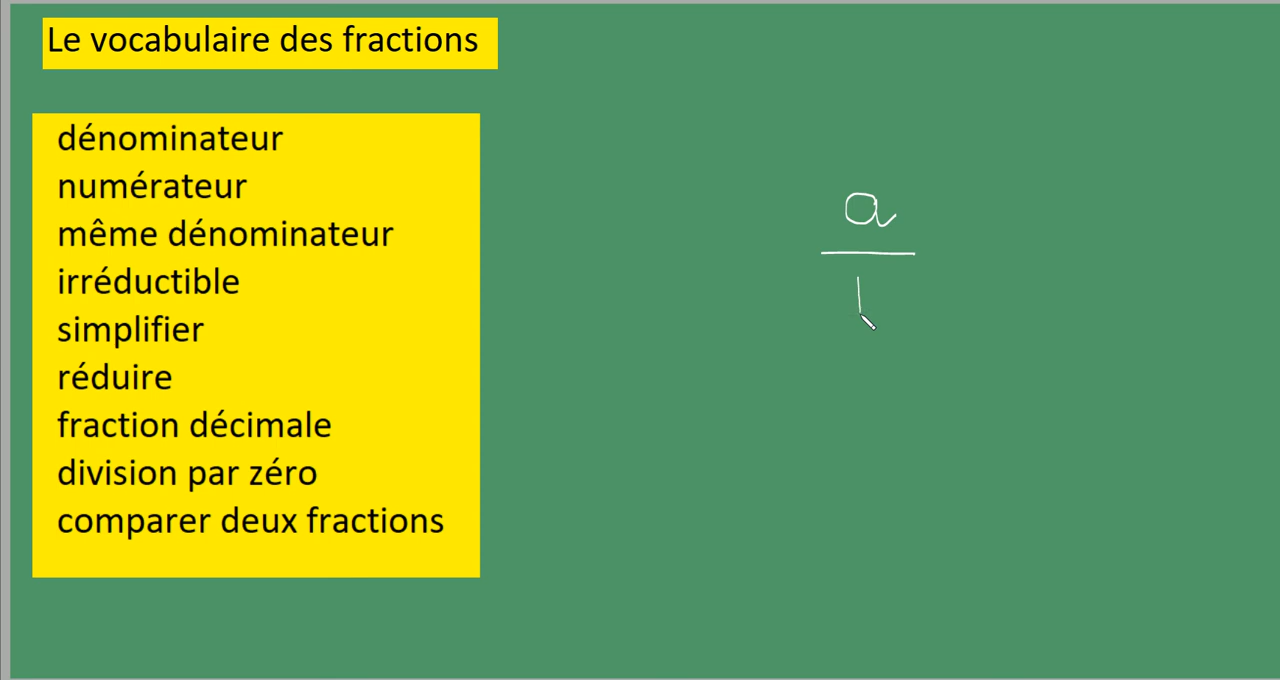 Le vocabulaire des fractions
dénominateur
numérateur
même dénominateur
irréductible
simplifier
réduire
fraction décimale
division par zéro
comparer deux fractions
a